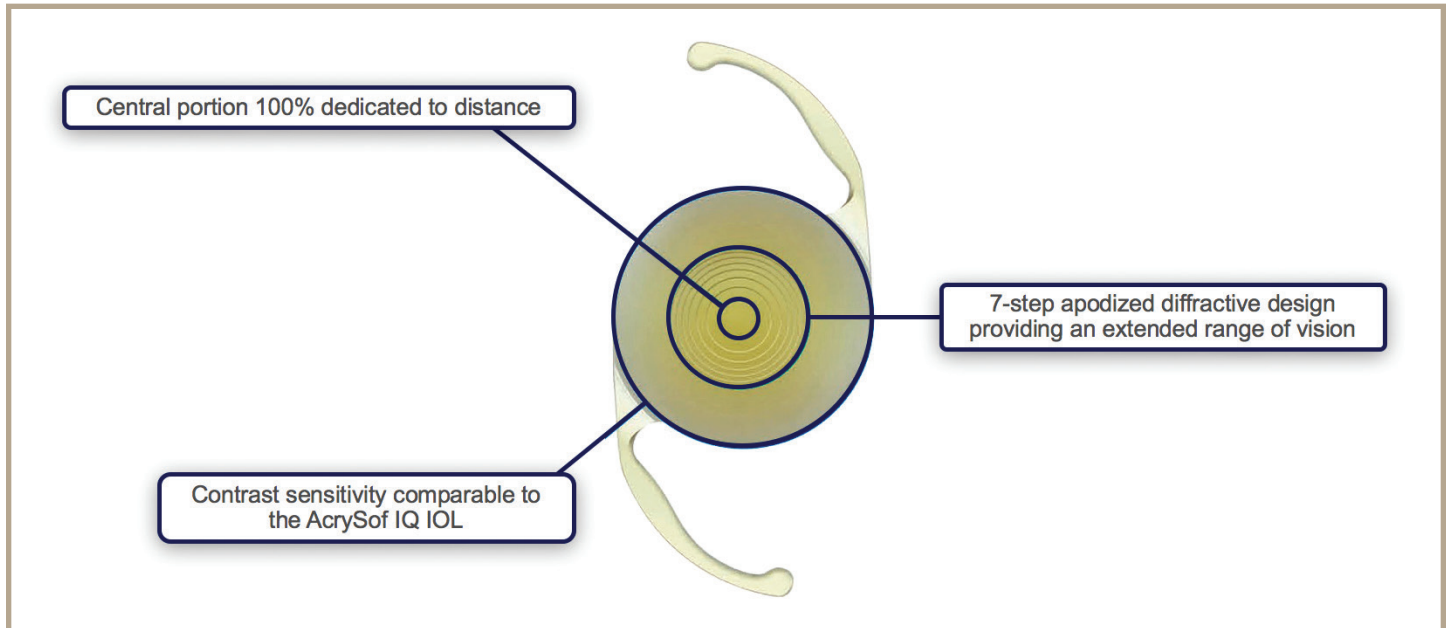 Central portion 100% dedicated to distance
7-step apodized diffractive design
providing an extended range of vision
Contrast sensitivity comparable to
the AcrySof IQ IOL